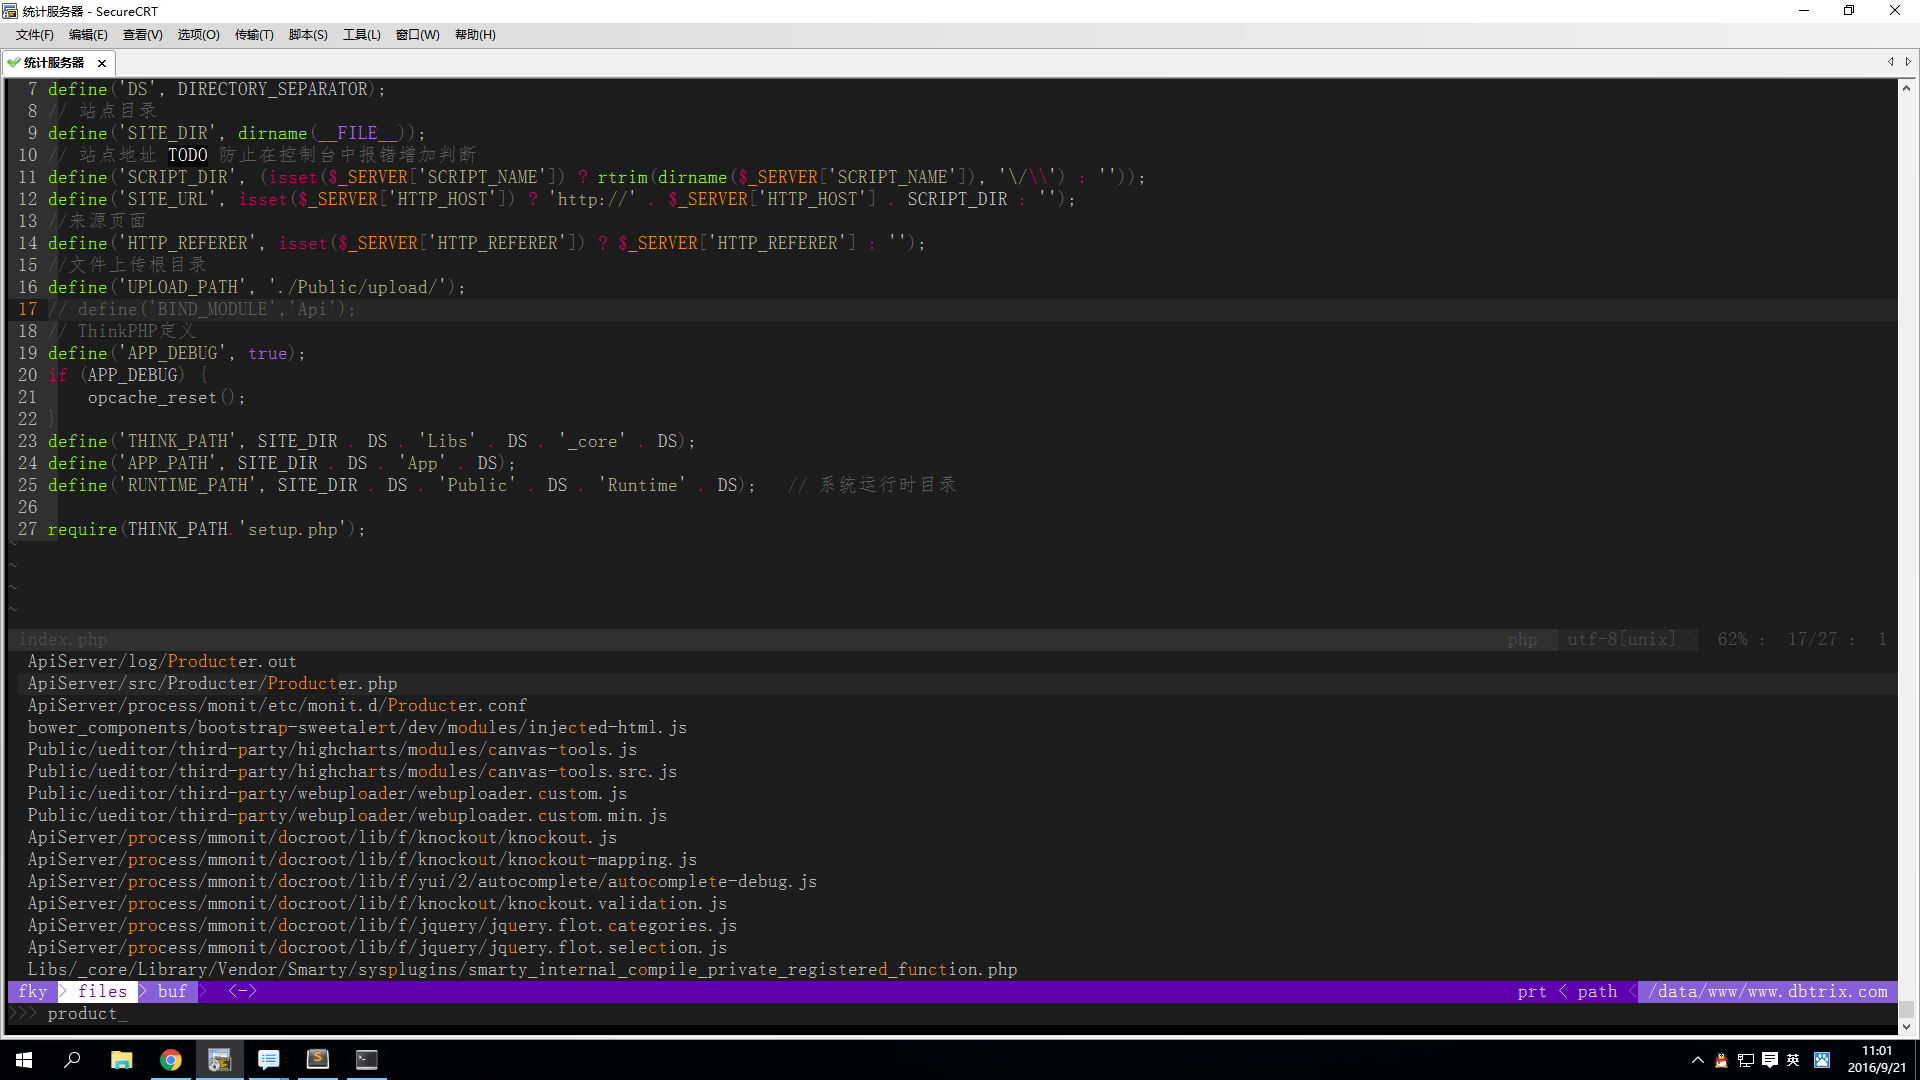 统计服务器 - SecureCRT
文件(F) 编辑(E) 查看(V) 选项(O) 传输(T) 脚本(S) 工具(L) 窗口(W) 帮助(H)
统计服务器
7 define('DS', DIRECTORY_SEPARATOR);
8 // 站点目录
9 define('SITE_DIR', dirname(__FILE__));
10 // 站点地址 TODO 防止在控制台中报错增加判断
11 define('SCRIPT_DIR', (isset($_SERVER['SCRIPT_NAME']) ? rtrim(dirname($_SERVER['SCRIPT_NAME']), '\/\\') : ''));
12 define('SITE_URL', isset($_SERVER['HTTP_HOST']) ? 'http://' . $_SERVER['HTTP_HOST'] . SCRIPT_DIR : '');
13 //来源页面
14 define('HTTP_REFERER', isset($_SERVER['HTTP_REFERER']) ? $_SERVER['HTTP_REFERER'] : '');
15 //文件上传根目录
16 define('UPLOAD_PATH', './Public/upload/');
17 // define('BIND_MODULE','Api');
18 // ThinkPHP定义
19 define('APP_DEBUG', true);
20 if (APP_DEBUG) {
21     opcache_reset();
22 }
23 define('THINK_PATH', SITE_DIR . DS . 'Libs' . DS . '_core' . DS);
24 define('APP_PATH', SITE_DIR . DS . 'App' . DS);
25 define('RUNTIME_PATH', SITE_DIR . DS . 'Public' . DS . 'Runtime' . DS);   // 系统运行时目录
26
27 require(THINK_PATH.'setup.php');
~
~
~
~
index.php php utf-8[unix] 62% : 17/27 : 1
ApiServer/log/Producter.out
ApiServer/src/Producter/Producter.php
ApiServer/process/monit/etc/monit.d/Producter.conf
bower_components/bootstrap-sweetalert/dev/modules/injected-html.js
Public/ueditor/third-party/highcharts/modules/canvas-tools.js
Public/ueditor/third-party/highcharts/modules/canvas-tools.src.js
Public/ueditor/third-party/webuploader/webuploader.custom.js
Public/ueditor/third-party/webuploader/webuploader.custom.min.js
ApiServer/process/mmonit/docroot/lib/f/knockout/knockout.js
ApiServer/process/mmonit/docroot/lib/f/knockout/knockout-mapping.js
ApiServer/process/mmonit/docroot/lib/f/yui/2/autocomplete/autocomplete-debug.js
ApiServer/process/mmonit/docroot/lib/f/knockout/knockout.validation.js
ApiServer/process/mmonit/docroot/lib/f/jquery/jquery.flot.categories.js
ApiServer/process/mmonit/docroot/lib/f/jquery/jquery.flot.selection.js
Libs/_core/Library/Vendor/Smarty/sysplugins/smarty_internal_compile_private_registered_function.php
fky > files > buf > <-> prt < path < /data/www/www.dbtrix.com
>>> product_
英
11:01
2016/9/21